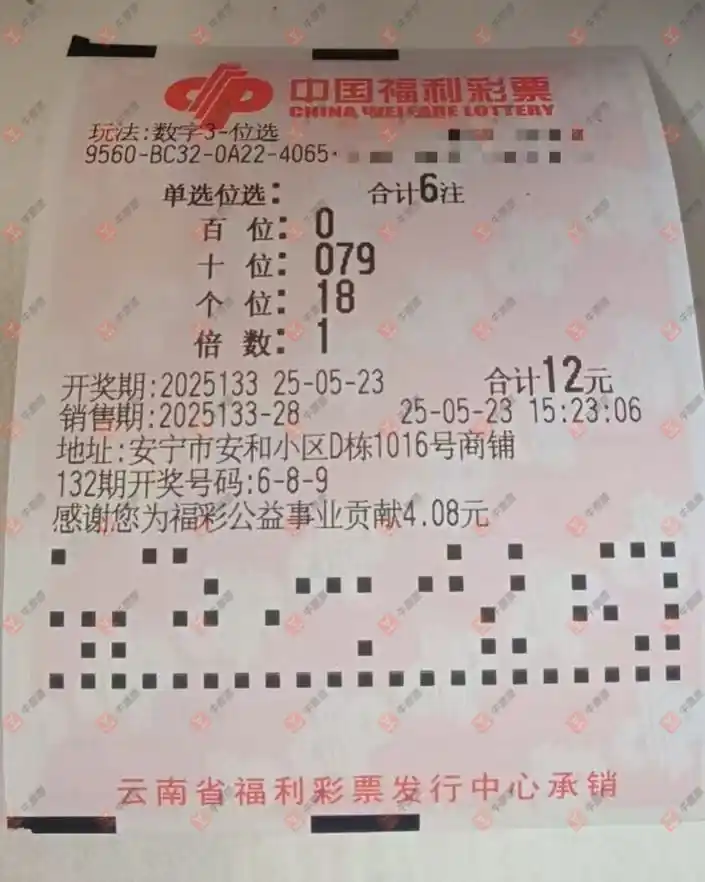 中国福利彩票
CHINA WELFARE LOTTERY
玩法:数字3-位选
9560-BC32-0A22-4065-
单选位选: 合计6注
百 位: 0
十 位: 079
个 位: 18
倍 数: 1
开奖期:2025133 25-05-23 合计12元
销售期:2025133-28 25-05-23 15:23:06
地址:安宁市安和小区D栋1016号商铺
132期开奖号码:6-8-9
感谢您为福彩公益事业贡献4.08元
云南省福利彩票发行中心承销